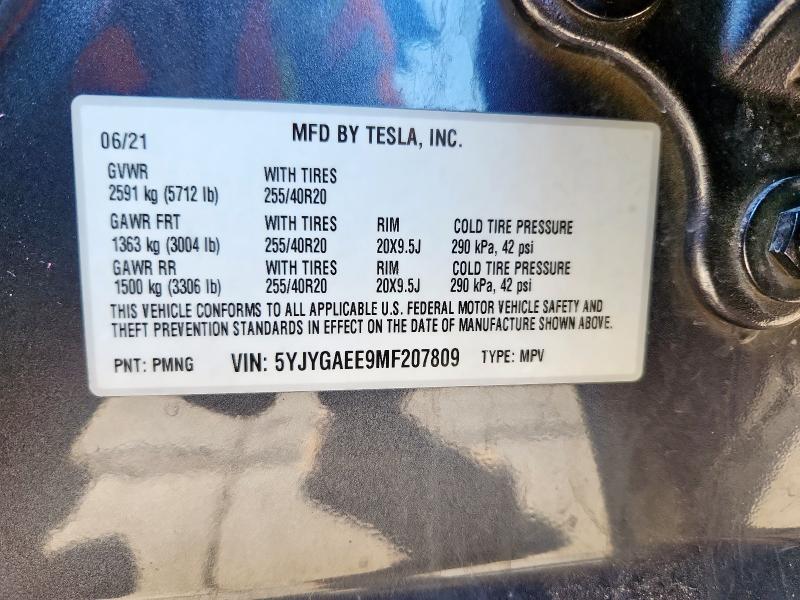 06/21 MFD BY TESLA, INC.
GVWR WITH TIRES
2591 kg (5712 lb) 255/40R20
GAWR FRT WITH TIRES RIM COLD TIRE PRESSURE
1363 kg (3004 lb) 255/40R20 20X9.5J 290 kPa, 42 psi
GAWR RR WITH TIRES RIM COLD TIRE PRESSURE
1500 kg (3306 lb) 255/40R20 20X9.5J 290 kPa, 42 psi
THIS VEHICLE CONFORMS TO ALL APPLICABLE U.S. FEDERAL MOTOR VEHICLE SAFETY AND
THEFT PREVENTION STANDARDS IN EFFECT ON THE DATE OF MANUFACTURE SHOWN ABOVE.
PNT: PMNG VIN: 5YJYGAEE9MF207809 TYPE: MPV